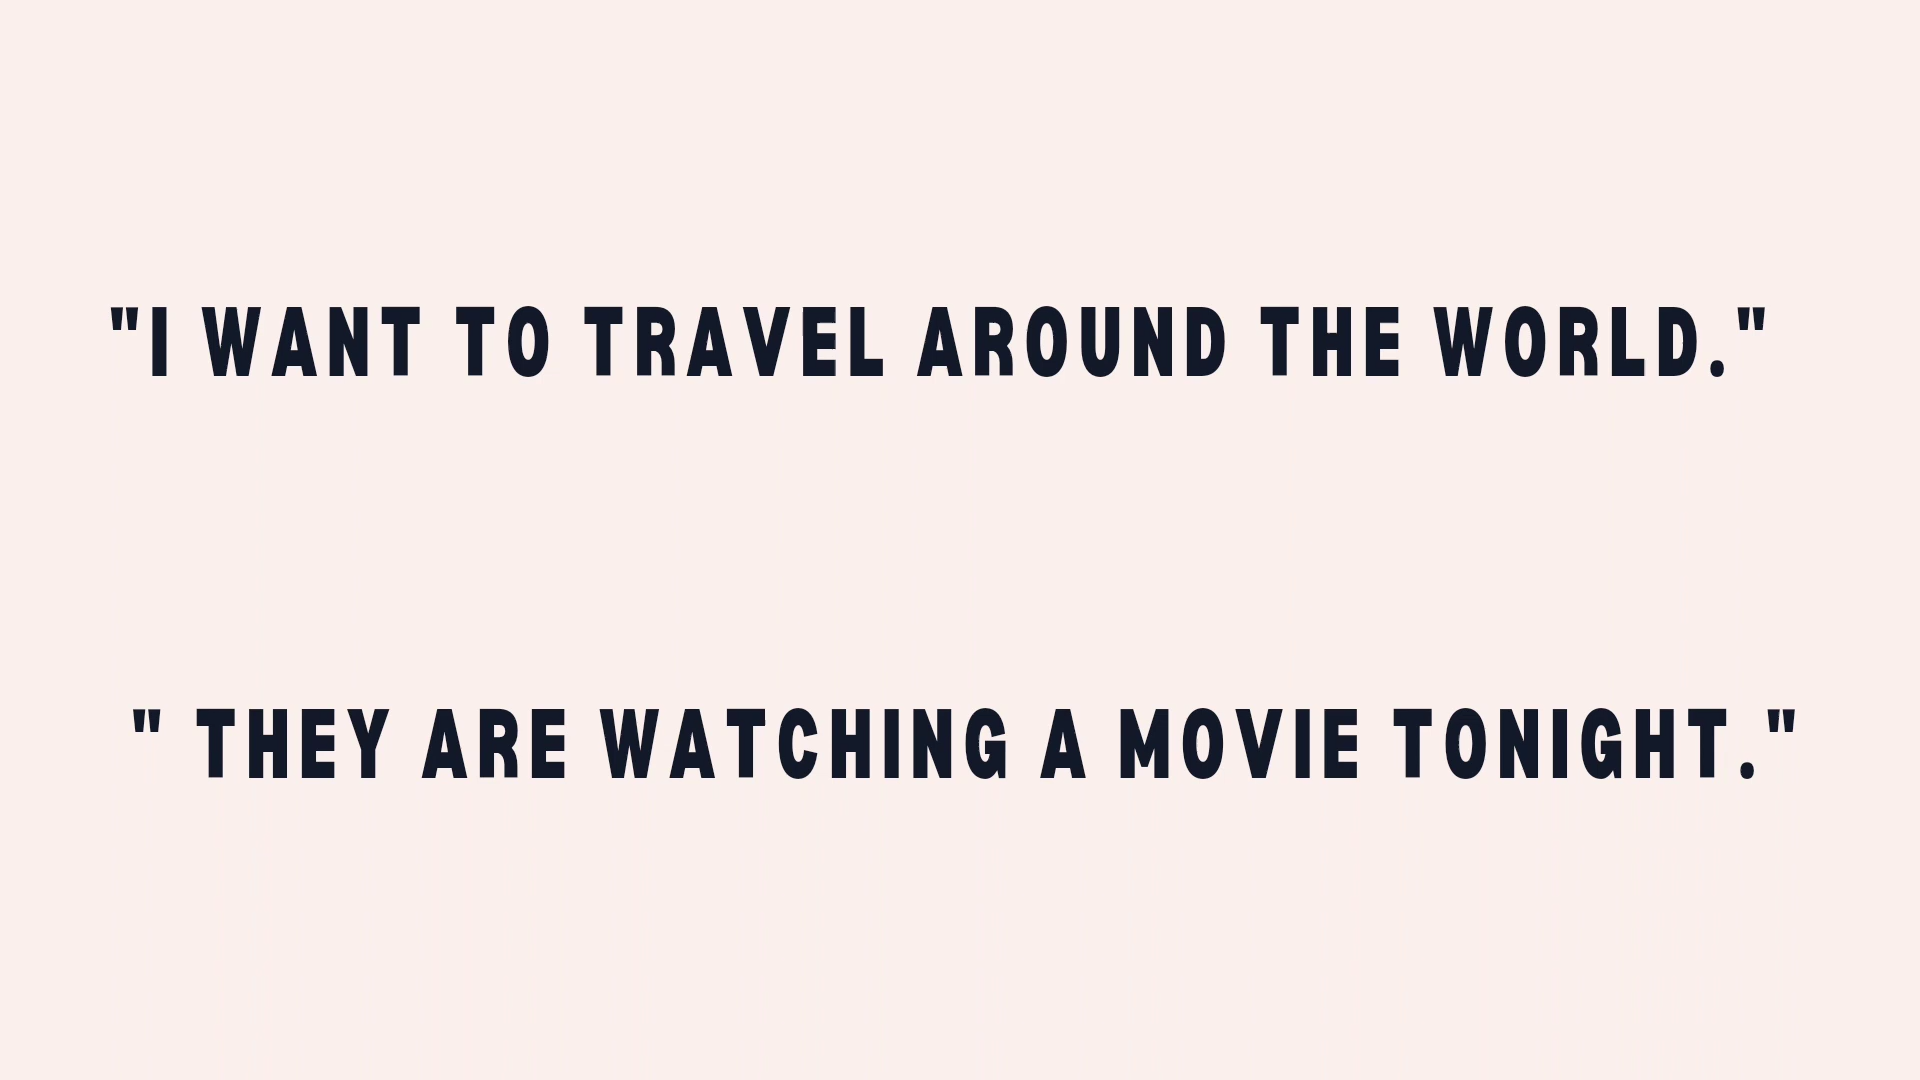 "I WANT TO TRAVEL AROUND THE WORLD."
" THEY ARE WATCHING A MOVIE TONIGHT."